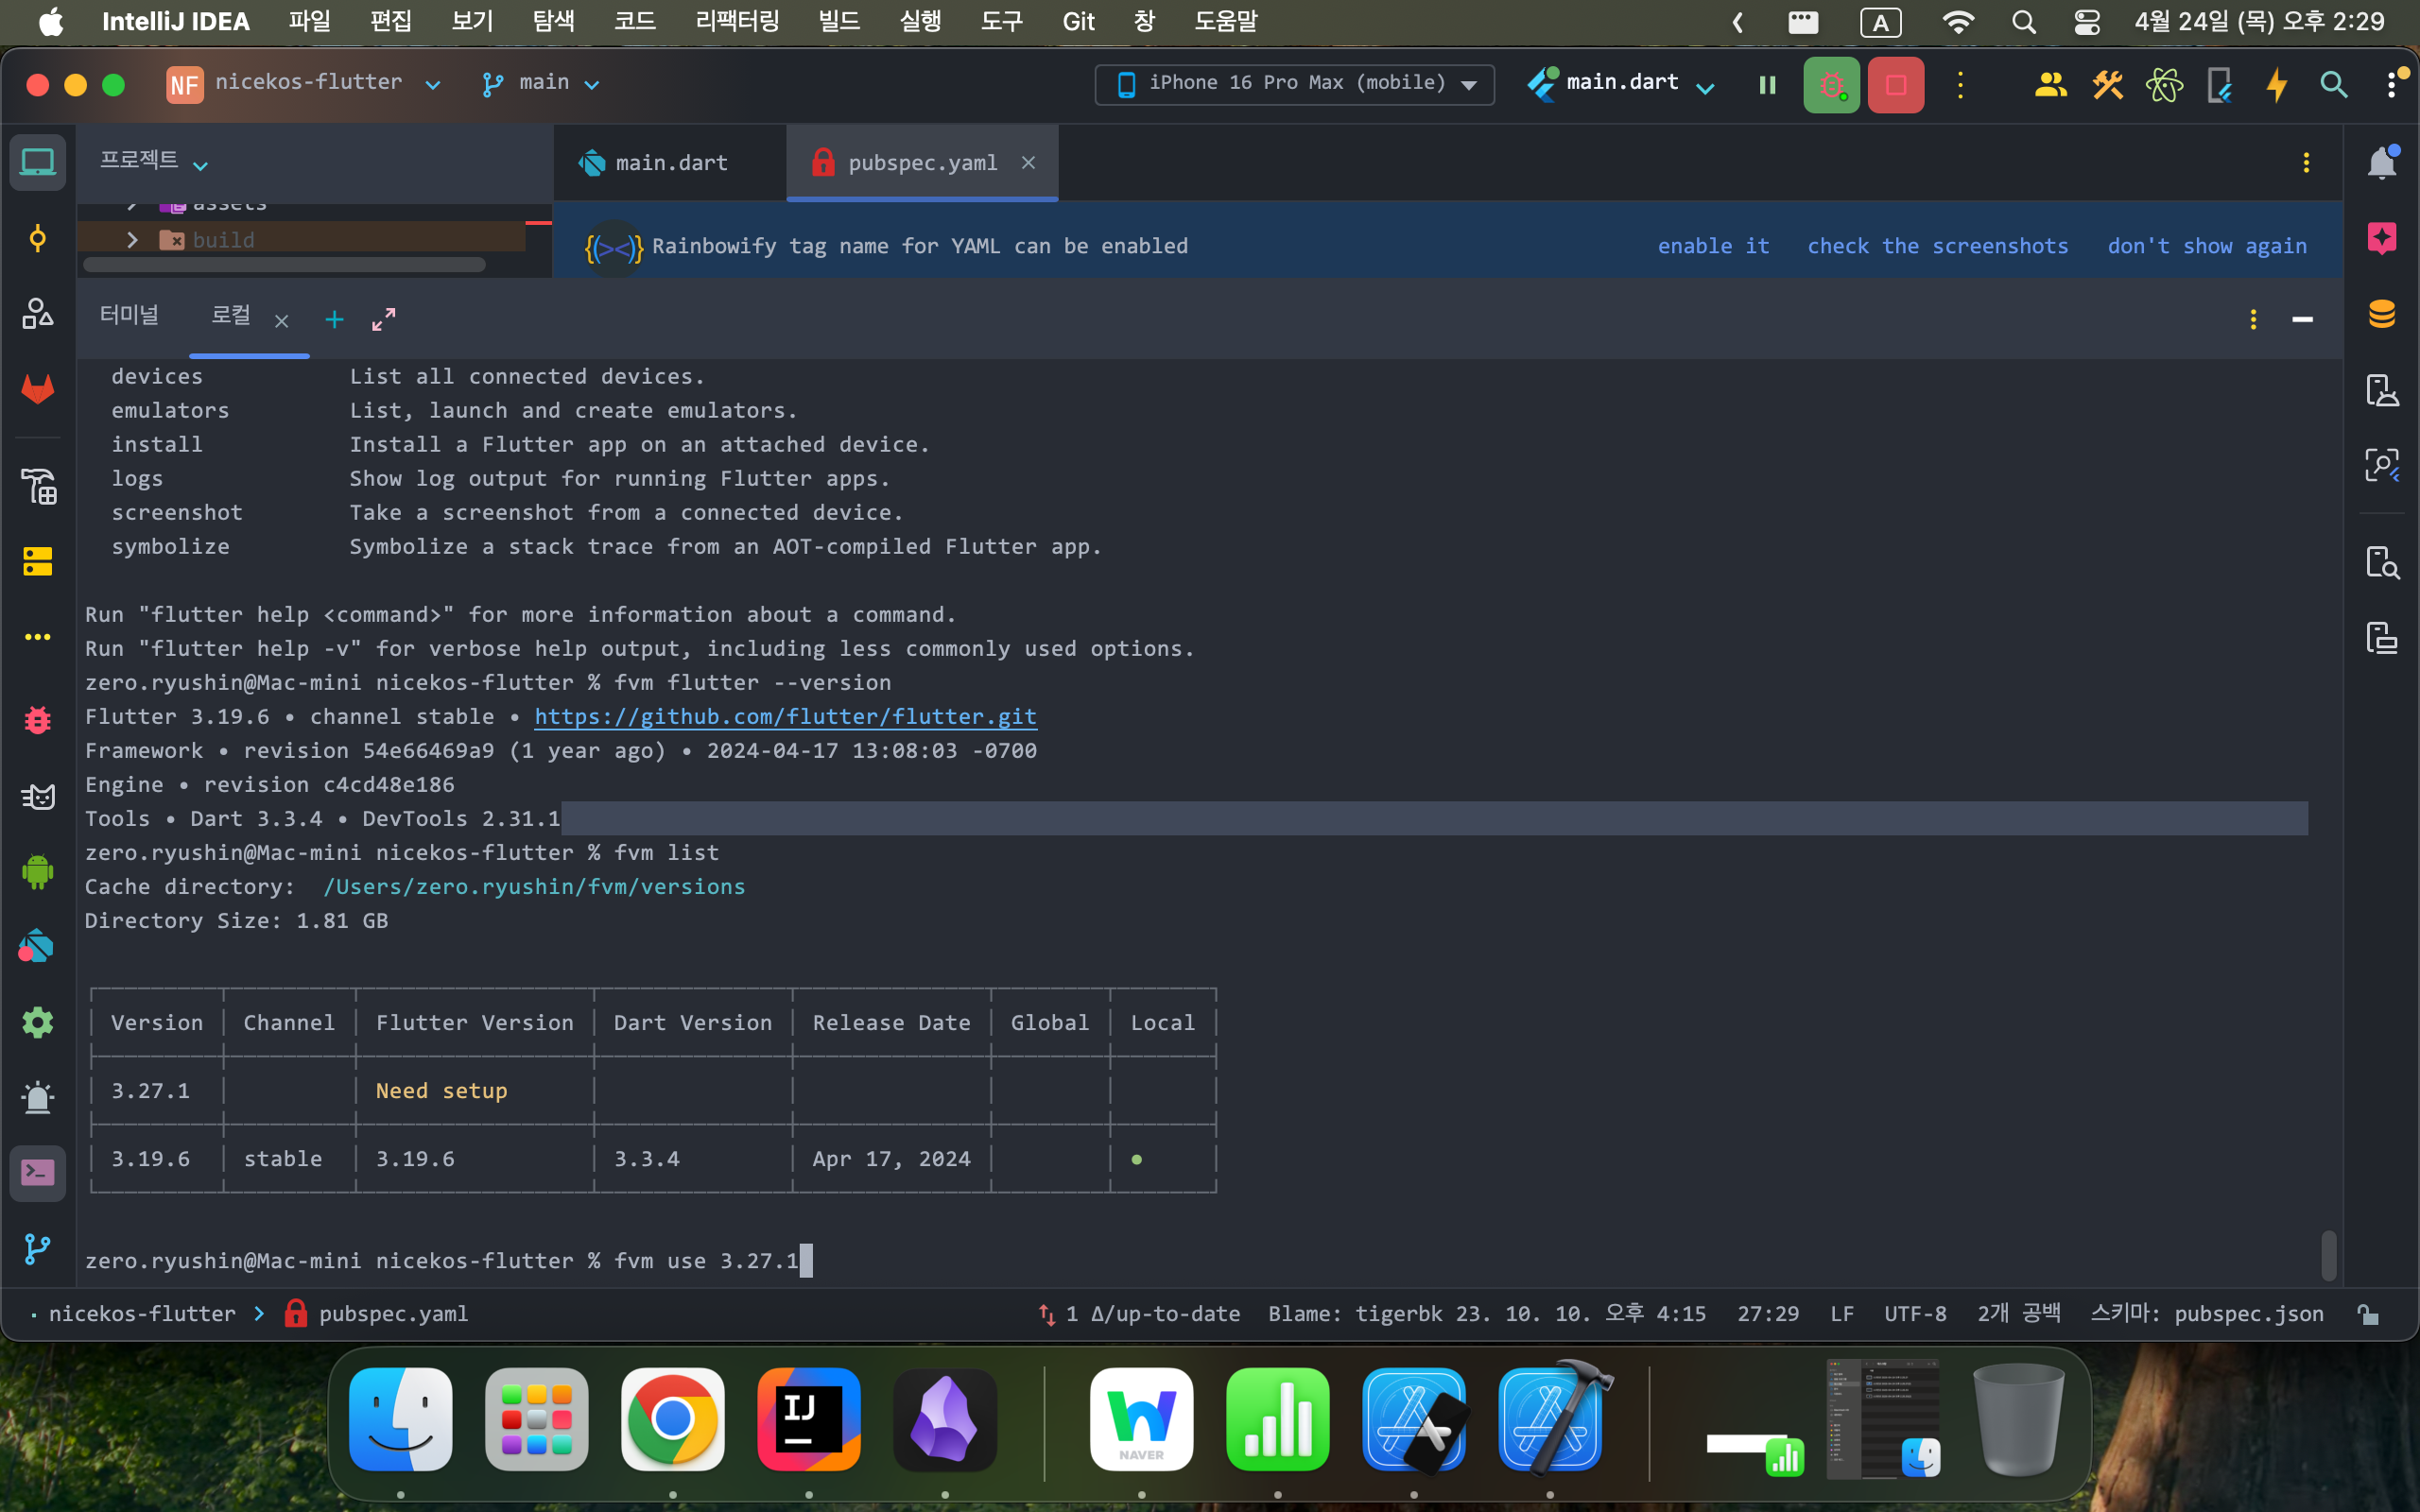 IntelliJ IDEA 파일 편집 보기 탐색 코드 리팩터링 빌드 실행 도구 Git 창 도움말 A 4월 24일 (목) 오후 2:29
NF nicekos-flutter main iPhone 16 Pro Max (mobile) main.dart
프로젝트 main.dart pubspec.yaml
assets
build
Rainbowify tag name for YAML can be enabled enable it check the screenshots don't show again
터미널 로컬
devices List all connected devices.
emulators List, launch and create emulators.
install Install a Flutter app on an attached device.
logs Show log output for running Flutter apps.
screenshot Take a screenshot from a connected device.
symbolize Symbolize a stack trace from an AOT-compiled Flutter app.
Run "flutter help <command>" for more information about a command.
Run "flutter help -v" for verbose help output, including less commonly used options.
zero.ryushin@Mac-mini nicekos-flutter % fvm flutter --version
Flutter 3.19.6 • channel stable • https://github.com/flutter/flutter.git
Framework • revision 54e66469a9 (1 year ago) • 2024-04-17 13:08:03 -0700
Engine • revision c4cd48e186
Tools • Dart 3.3.4 • DevTools 2.31.1
zero.ryushin@Mac-mini nicekos-flutter % fvm list
Cache directory: /Users/zero.ryushin/fvm/versions
Directory Size: 1.81 GB
Version Channel Flutter Version Dart Version Release Date Global Local
3.27.1 Need setup
3.19.6 stable 3.19.6 3.3.4 Apr 17, 2024 ●
zero.ryushin@Mac-mini nicekos-flutter % fvm use 3.27.1
nicekos-flutter pubspec.yaml 1 Δ/up-to-date Blame: tigerbk 23. 10. 10. 오후 4:15 27:29 LF UTF-8 2개 공백 스키마: pubspec.json
IJ
NAVER